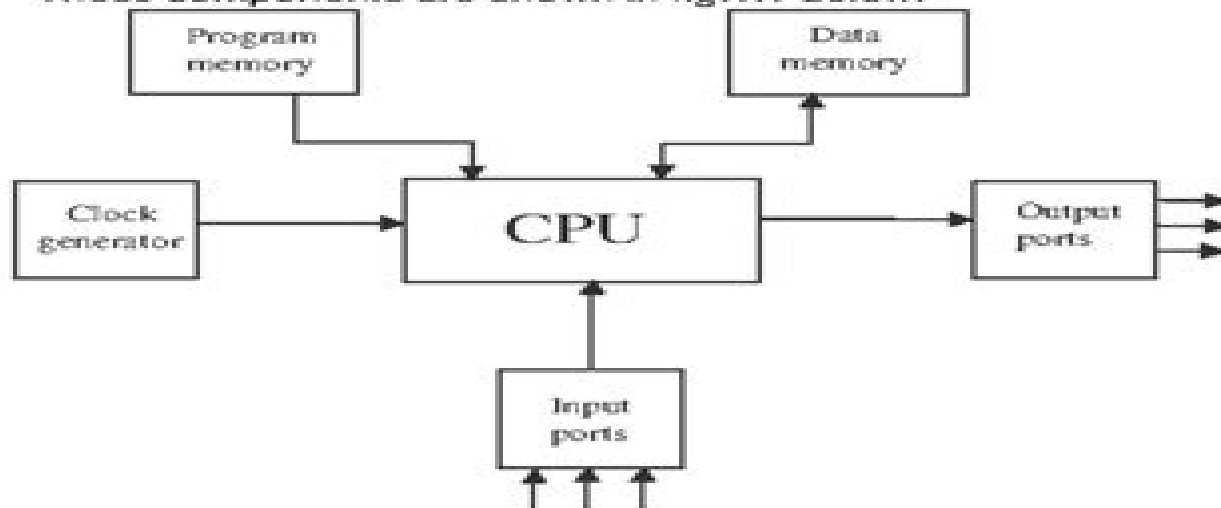 Program
memory
Data
memory
Clock
generator
CPU
Output
ports
Input
ports